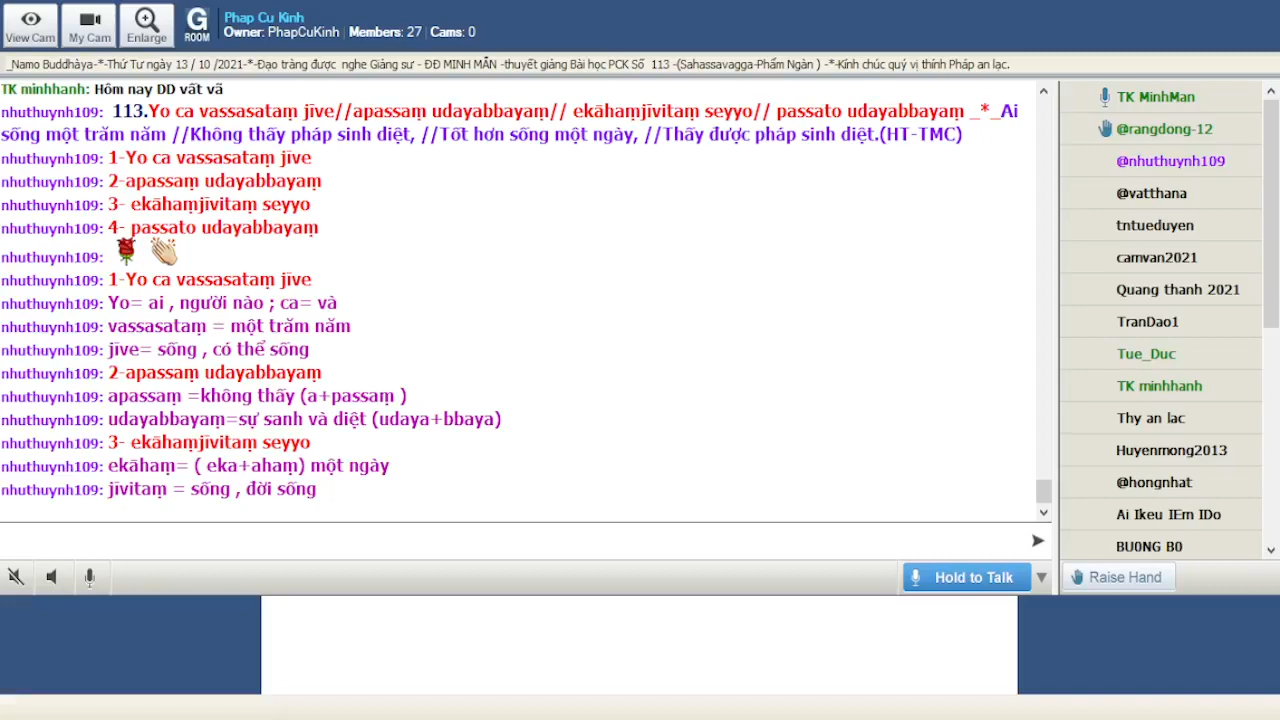 View Cam
My Cam
Enlarge
G
ROOM
Phap Cu Kinh
Owner: PhapCuKinh | Members: 27 | Cams: 0
_Namo Buddhàya-*-Thứ Tư ngày 13 / 10 /2021-*-Đạo tràng được nghe Giảng sư - ĐĐ MINH MẪN -thuyết giảng Bài học PCK Số 113 -(Sahassavagga-Phẩm Ngàn ) -*-Kính chúc quý vị thính Pháp an lạc.
TK minhhanh: Hôm nay DD vất vã
nhuthuynh109: 113.Yo ca vassasataṃ jīve//apassaṃ udayabbayaṃ// ekāhaṃjīvitaṃ seyyo// passato udayabbayaṃ _*_Ai
sống một trăm năm //Không thấy pháp sinh diệt, //Tốt hơn sống một ngày, //Thấy được pháp sinh diệt.(HT-TMC)
nhuthuynh109: 1-Yo ca vassasataṃ jīve
nhuthuynh109: 2-apassaṃ udayabbayaṃ
nhuthuynh109: 3- ekāhaṃjīvitaṃ seyyo
nhuthuynh109: 4- passato udayabbayaṃ
nhuthuynh109:
nhuthuynh109: 1-Yo ca vassasataṃ jīve
nhuthuynh109: Yo= ai , người nào ; ca= và
nhuthuynh109: vassasataṃ = một trăm năm
nhuthuynh109: jīve= sống , có thể sống
nhuthuynh109: 2-apassaṃ udayabbayaṃ
nhuthuynh109: apassaṃ =không thấy (a+passaṃ )
nhuthuynh109: udayabbayaṃ=sự sanh và diệt (udaya+bbaya)
nhuthuynh109: 3- ekāhaṃjīvitaṃ seyyo
nhuthuynh109: ekāhaṃ= ( eka+ahaṃ) một ngày
nhuthuynh109: jīvitaṃ = sống , đời sống
TK MinhMan
@rangdong-12
@nhuthuynh109
@vatthana
tntueduyen
camvan2021
Quang thanh 2021
TranDao1
Tue_Duc
TK minhhanh
Thy an lac
Huyenmong2013
@hongnhat
Ai Ikeu IEm IDo
BU0NG B0
Hold to Talk
Raise Hand